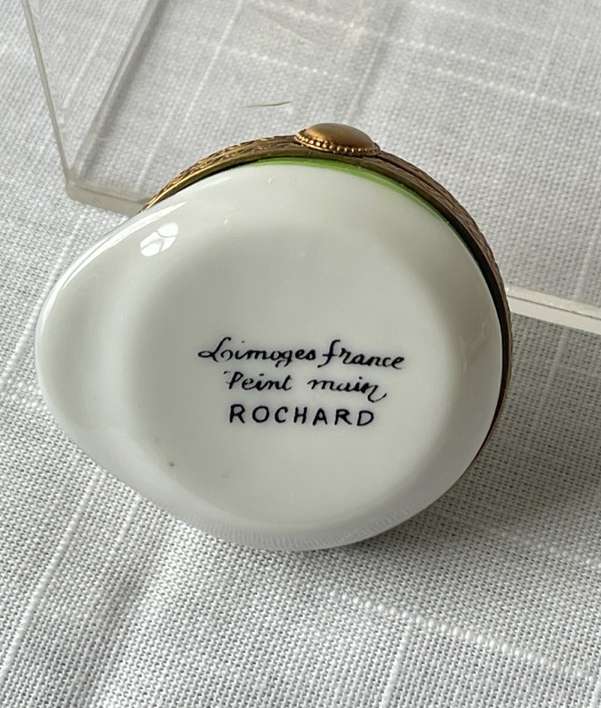 Limoges france
Peint main
ROCHARD